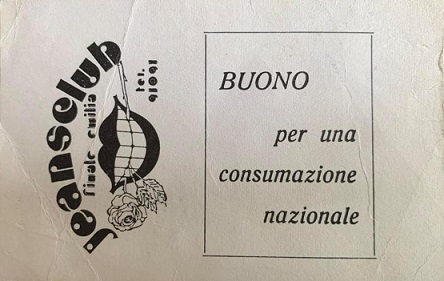 Jeansclub
finale emilia
tel.
91091
BUONO
per una
consumazione
nazionale